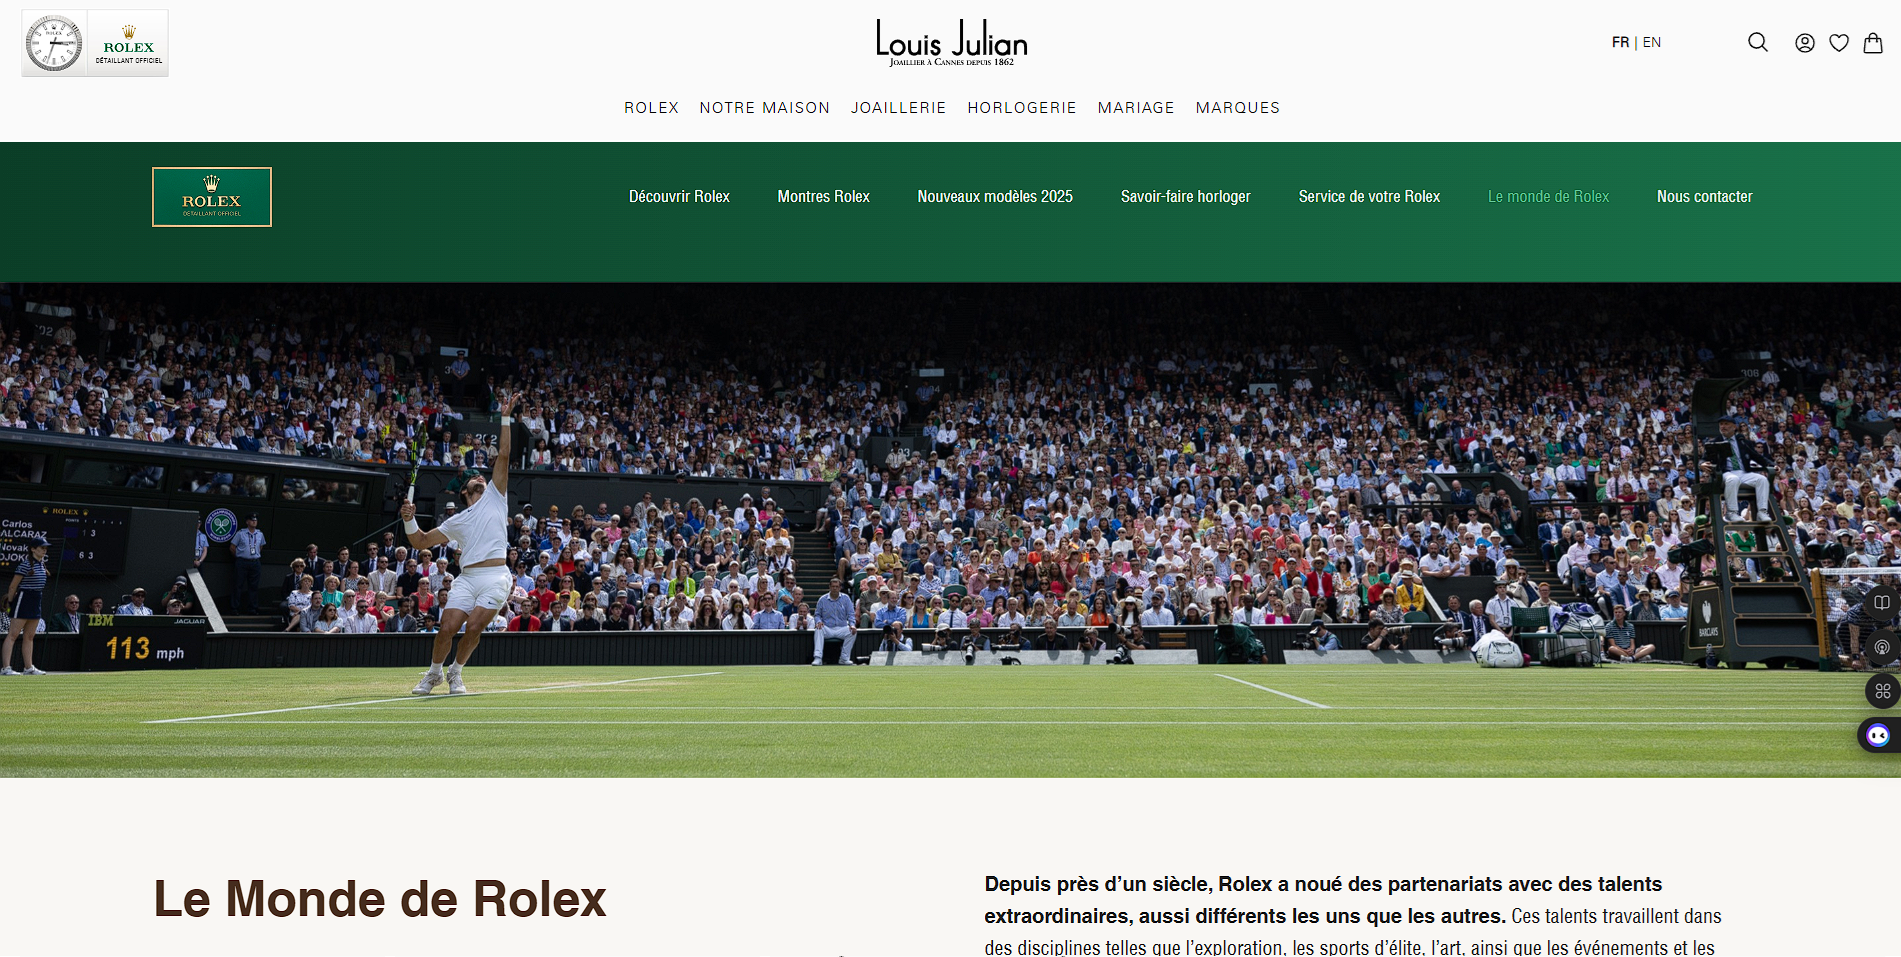 ROLEX
ROLEX
DÉTAILLANT OFFICIEL
Louis Julian
JOAILLIER À CANNES DEPUIS 1862
FR | EN
ROLEX NOTRE MAISON JOAILLERIE HORLOGERIE MARIAGE MARQUES
ROLEX
DÉTAILLANT OFFICIEL
Découvrir Rolex Montres Rolex Nouveaux modèles 2025 Savoir-faire horloger Service de votre Rolex Le monde de Rolex Nous contacter
202
ROLEX
Carlos
ALCARAZ
Novak
POINTS
1 3
6 3
IBM
JAGUAR
113 mph
BARCLAYS
Le Monde de Rolex
Depuis près d’un siècle, Rolex a noué des partenariats avec des talents
extraordinaires, aussi différents les uns que les autres. Ces talents travaillent dans
des disciplines telles que l’exploration, les sports d’élite, l’art, ainsi que les événements et les